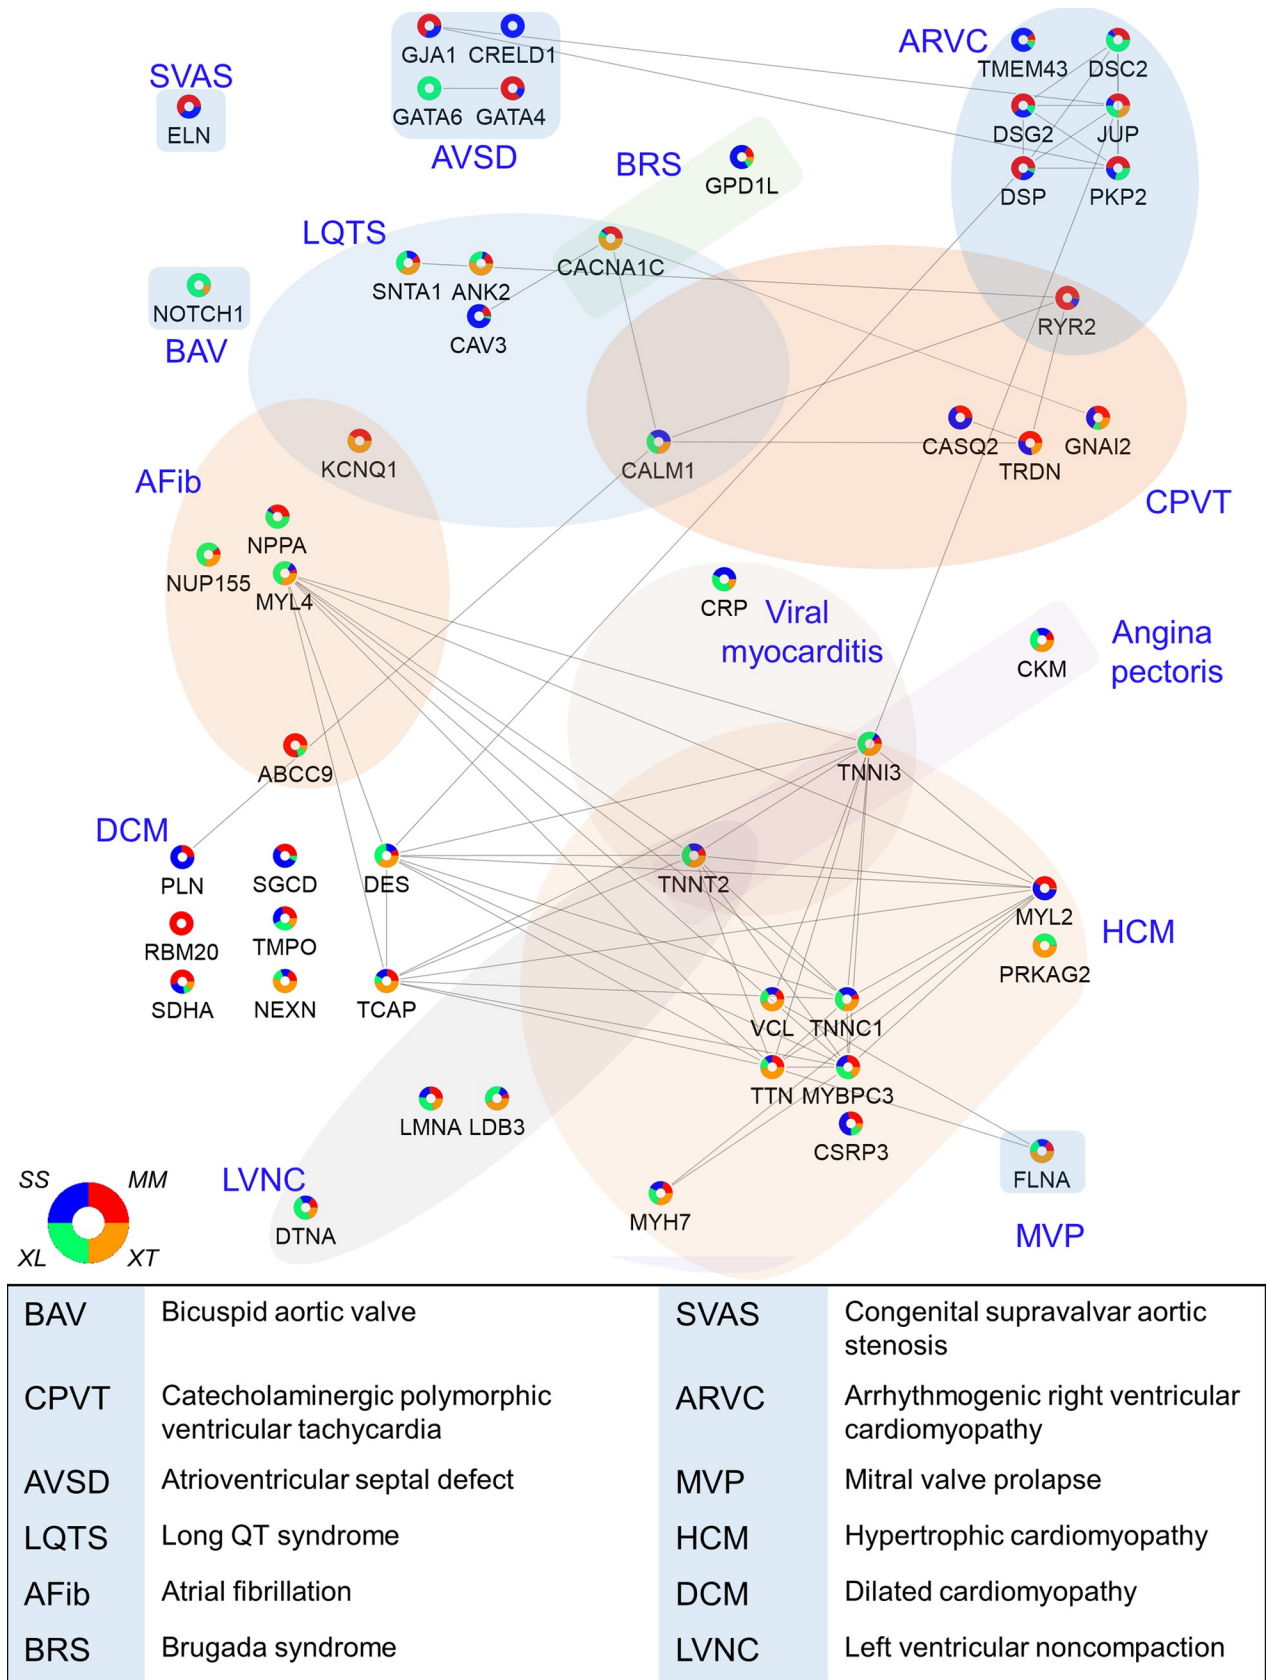 SVAS
ELN
GJA1 CRELD1
GATA6 GATA4
AVSD
ARVC
TMEM43 DSC2
DSG2 JUP
DSP PKP2
BRS
GPD1L
LQTS
SNTA1 ANK2
CAV3
CACNA1C
NOTCH1
BAV
RYR2
AFib
KCNQ1
CALM1
CASQ2
TRDN
GNAI2
CPVT
NPPA
NUP155
MYL4
CRP
Viral
myocarditis
Angina
pectoris
CKM
ABCC9
TNNI3
DCM
PLN SGCD DES
TNNT2
MYL2
HCM
RBM20 TMPO
PRKAG2
SDHA NEXN TCAP
VCL TNNC1
TTN MYBPC3
LMNA LDB3
CSRP3
FLNA
MVP
LVNC
DTNA
MYH7
SS MM
XL XT
BAV Bicuspid aortic valve
CPVT Catecholaminergic polymorphic
ventricular tachycardia
AVSD Atrioventricular septal defect
LQTS Long QT syndrome
AFib Atrial fibrillation
BRS Brugada syndrome
SVAS Congenital supravalvar aortic
stenosis
ARVC Arrhythmogenic right ventricular
cardiomyopathy
MVP Mitral valve prolapse
HCM Hypertrophic cardiomyopathy
DCM Dilated cardiomyopathy
LVNC Left ventricular noncompaction